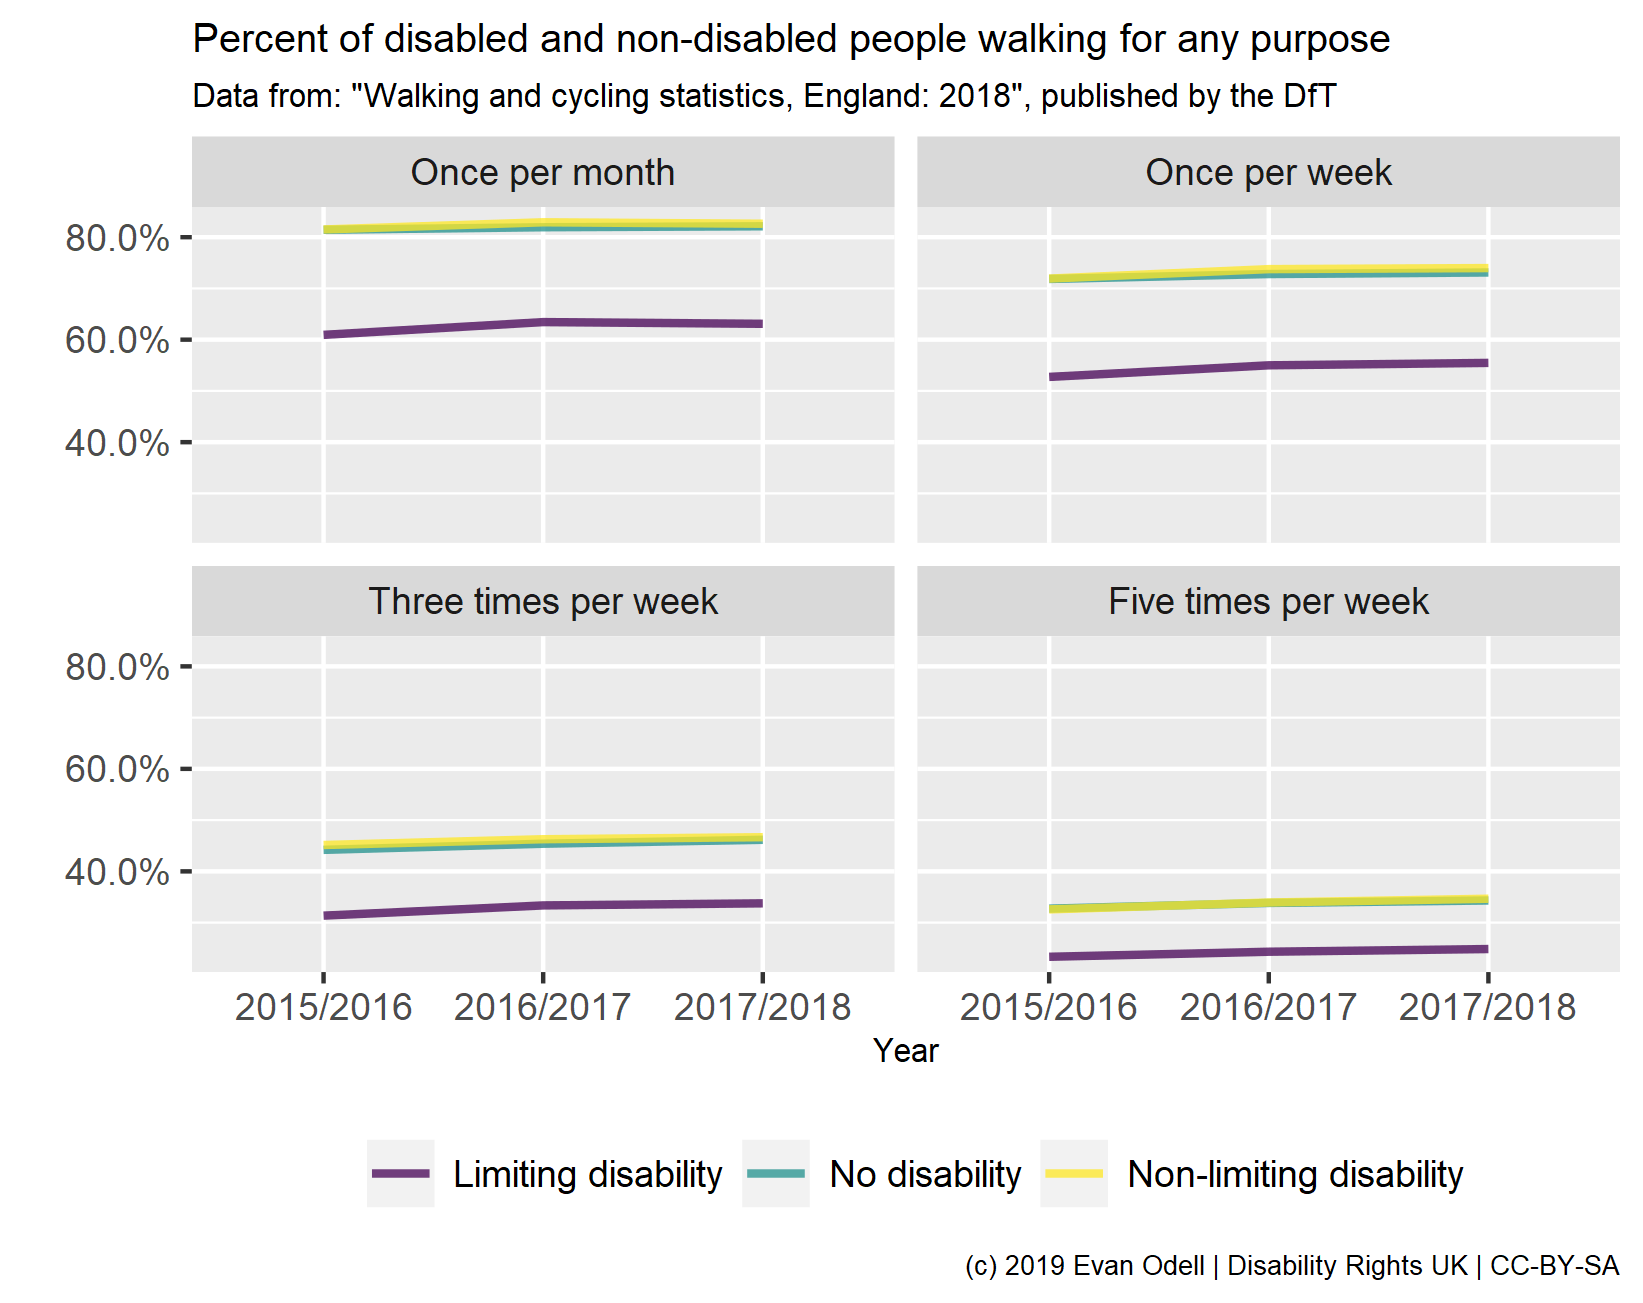 Percent of disabled and non-disabled people walking for any purpose
Data from: "Walking and cycling statistics, England: 2018", published by the DfT
Once per month
Once per week
80.0%
60.0%
40.0%
Three times per week
Five times per week
80.0%
60.0%
40.0%
2015/2016 2016/2017 2017/2018
2015/2016 2016/2017 2017/2018
Year
Limiting disability
No disability
Non-limiting disability
(c) 2019 Evan Odell | Disability Rights UK | CC-BY-SA